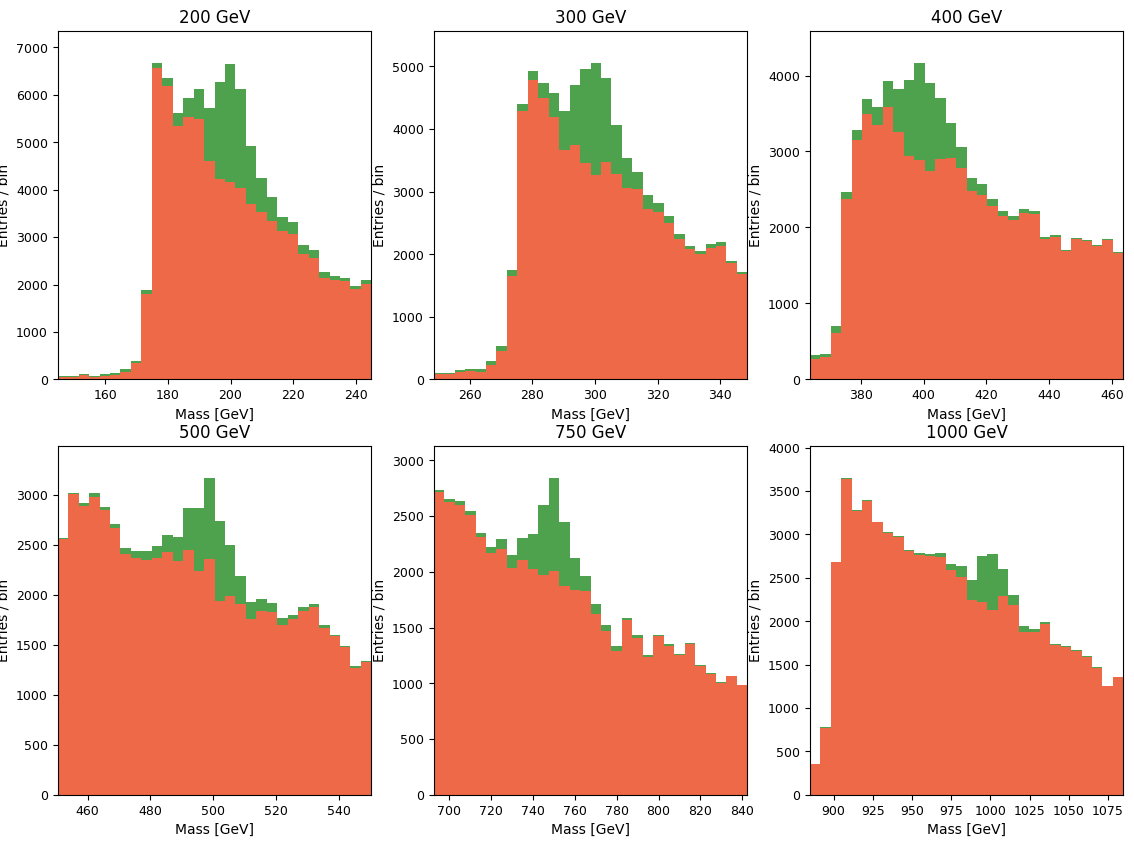 200 GeV
7000
6000
5000
4000
3000
2000
1000
0
Entries / bin
160 180 200 220 240
Mass [GeV]
300 GeV
5000
4000
3000
2000
1000
0
Entries / bin
260 280 300 320 340
Mass [GeV]
400 GeV
4000
3000
2000
1000
0
Entries / bin
380 400 420 440 460
Mass [GeV]
500 GeV
3000
2500
2000
1500
1000
500
0
Entries / bin
460 480 500 520 540
Mass [GeV]
750 GeV
3000
2500
2000
1500
1000
500
0
Entries / bin
700 720 740 760 780 800 820 840
Mass [GeV]
1000 GeV
4000
3500
3000
2500
2000
1500
1000
500
0
Entries / bin
900 925 950 975 1000 1025 1050 1075
Mass [GeV]